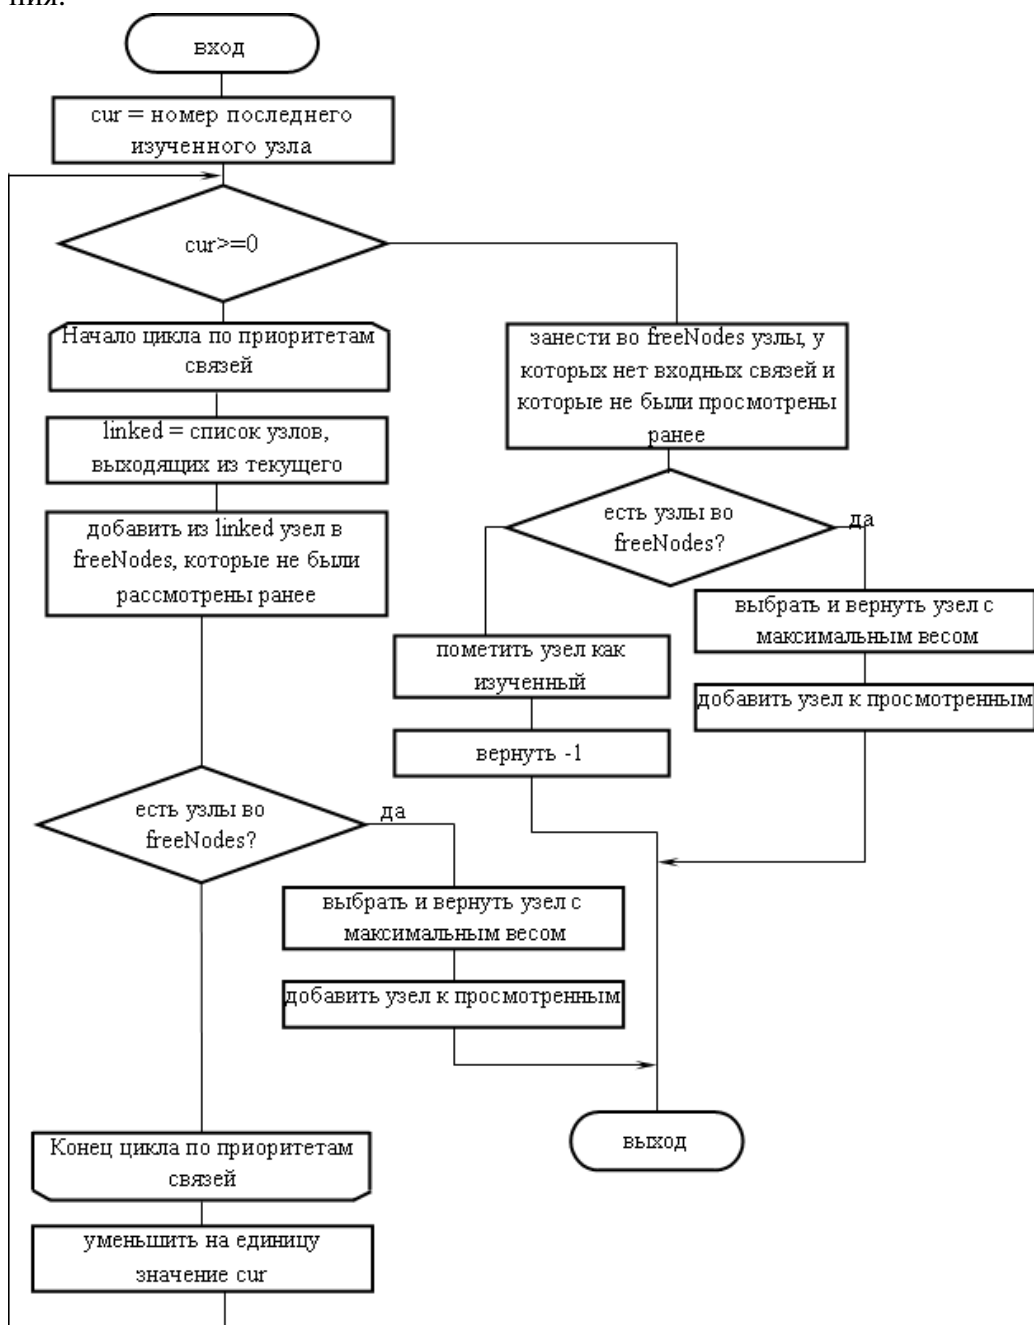 ния.
вход
cur = номер последнего
изученного узла
cur>=0
Начало цикла по приоритетам
связей
linked = список узлов,
выходящих из текущего
добавить из linked узел в
freeNodes, которые не были
рассмотрены ранее
есть узлы во
freeNodes?
да
выбрать и вернуть узел с
максимальным весом
добавить узел к просмотренным
Конец цикла по приоритетам
связей
уменьшить на единицу
значение cur
занести во freeNodes узлы, у
которых нет входных связей и
которые не были просмотрены
ранее
есть узлы во
freeNodes?
да
выбрать и вернуть узел с
максимальным весом
добавить узел к просмотренным
пометить узел как
изученный
вернуть -1
выход